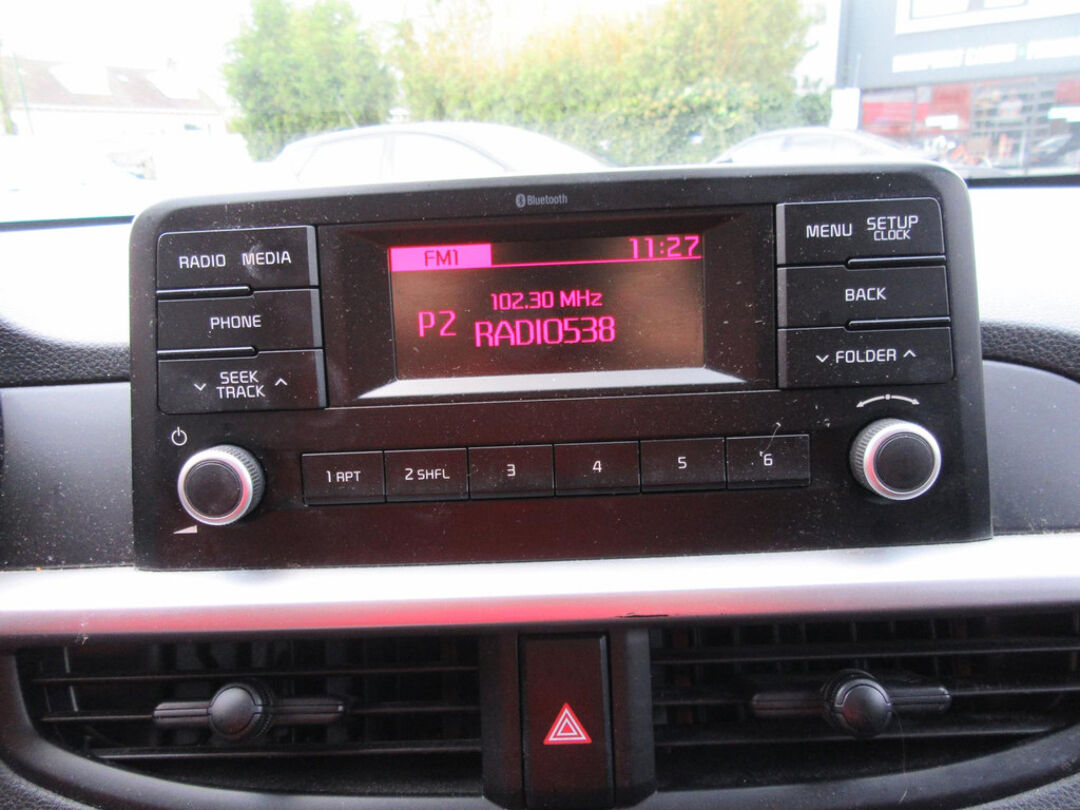 Bluetooth
RADIO MEDIA
PHONE
SEEK
TRACK
FM1 11:27
102.30 MHz
P2 RADIO538
MENU SETUP
CLOCK
BACK
FOLDER
1 RPT 2 SHFL 3 4 5 6